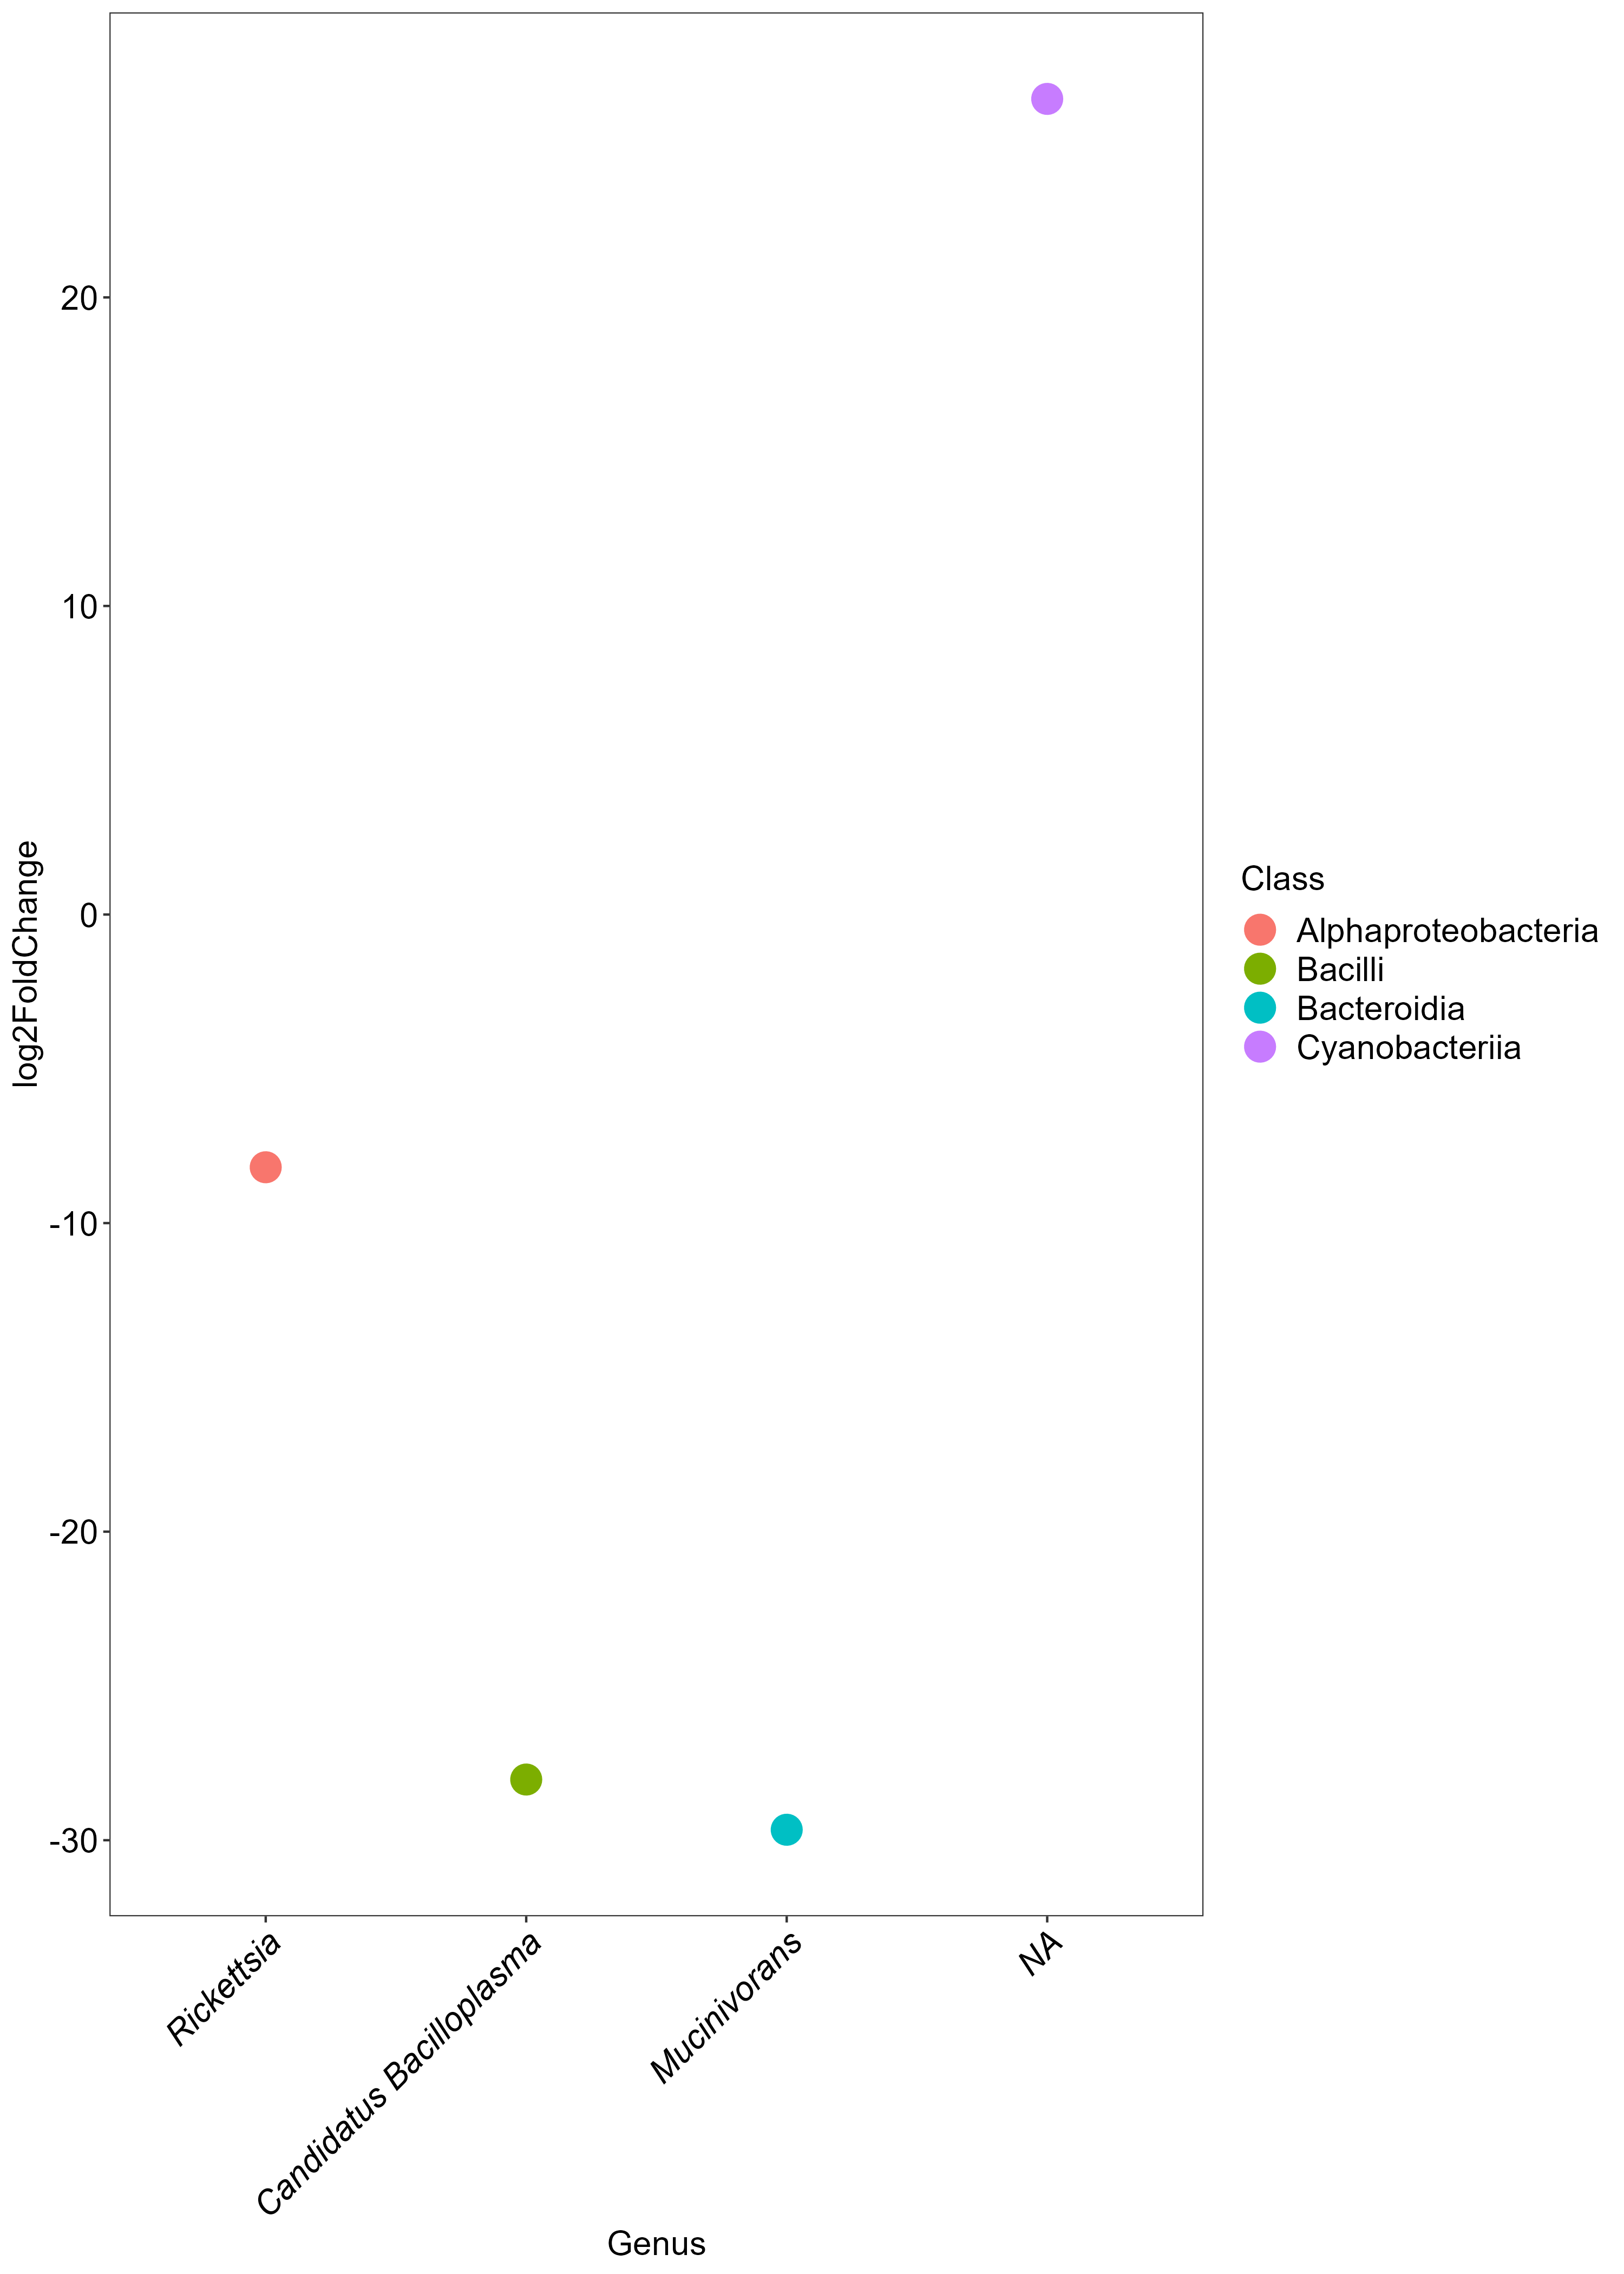 log2FoldChange
20
10
0
-10
-20
-30
Rickettsia
Candidatus Bacilloplasma
Mucinivorans
NA
Genus
Class
Alphaproteobacteria
Bacilli
Bacteroidia
Cyanobacteriia